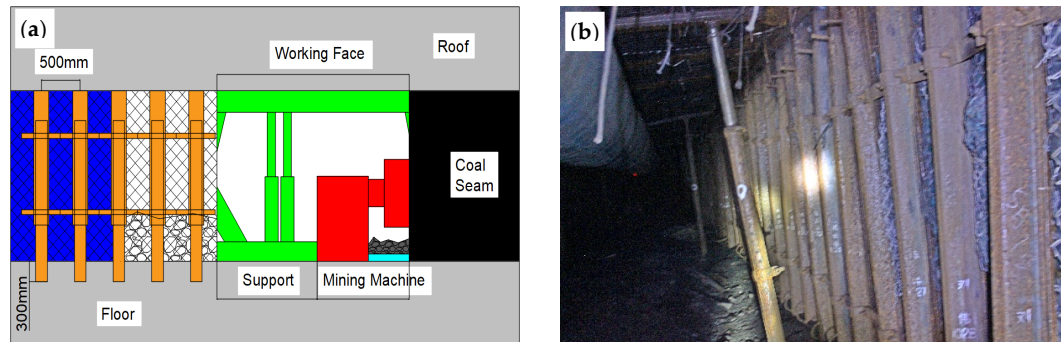 (a)
Working Face
Roof
500mm
Coal
Seam
Support
Mining Machine
Floor
300mm
(b)